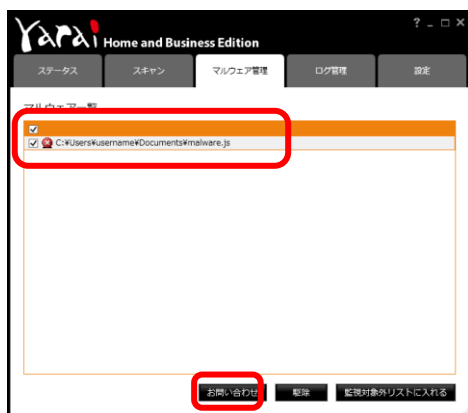 Yarai Home and Business Edition
ステータス スキャン マルウェア管理 ログ管理 設定
マルウェア一覧
C:¥Users¥username¥Documents¥malware.js
お問い合わせ 駆除 監視対象外リストに入れる